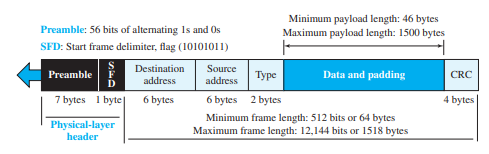 Minimum payload length: 46 bytes
Preamble: 56 bits of alternating 1s and 0s
Maximum payload length: 1500 bytes
SFD: Start frame delimiter, flag (10101011)
Preamble
S
F
D
Destination
address
Source
address
Type
Data and padding
CRC
7 bytes
1 byte
6 bytes
6 bytes
2 bytes
4 bytes
Physical-layer
header
Minimum frame length: 512 bits or 64 bytes
Maximum frame length: 12,144 bits or 1518 bytes